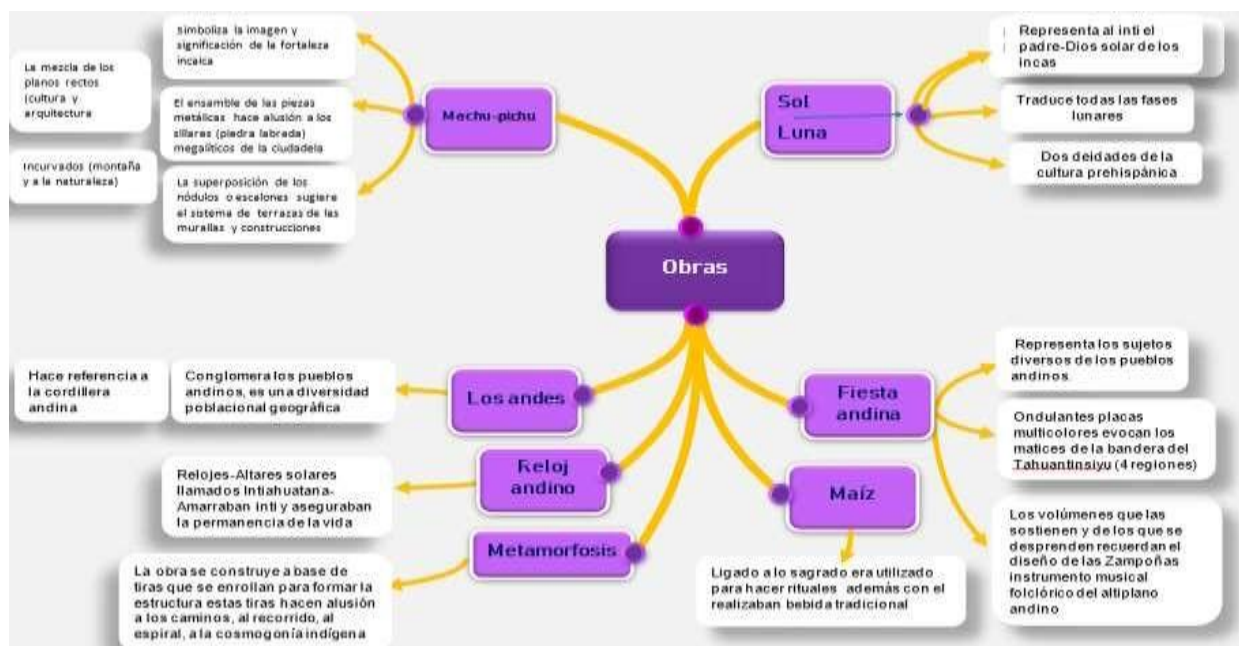 simboliza la imagen y
significación de la fortaleza
incaica
La mezcla de los
planos rectos
(cultura y
arquitectura
El ensamble de las piezas
metálicas hace alusión a los
sillares (piedra labrada)
megalíticos de la ciudadela
incurvados (montaña
y a la naturaleza)
La superposición de los
nódulos o escalones sugiere
el sistema de terrazas de las
murallas y construcciones
Machu-pichu
Sol
Luna
Representa al inti el
padre-Dios solar de los
incas
Traduce todas las fases
lunares
Dos deidades de la
cultura prehispánica
Obras
Hace referencia a
la cordillera
andina
Conglomera los pueblos
andinos, es una diversidad
poblacional geográfica
Los andes
Relojes-Altares solares
llamados Intiahuatana-
Amarraban inti y aseguraban
la permanencia de la vida
Reloj
andino
Metamorfosis
La obra se construye a base de
tiras que se enrollan para formar la
estructura estas tiras hacen alusión
a los caminos, al recorrido, al
espiral, a la cosmogonía indígena
Fiesta
andina
Representa los sujetos
diversos de los pueblos
andinos.
Ondulantes placas
multicolores evocan los
matices de la bandera del
Tahuantinsiyu (4 regiones)
Los volúmenes que las
sostienen y de los que se
desprenden recuerdan el
diseño de las Zampoñas
instrumento musical
folclórico del altiplano
andino
Maíz
Ligado a lo sagrado era utilizado
para hacer rituales además con el
realizaban bebida tradicional